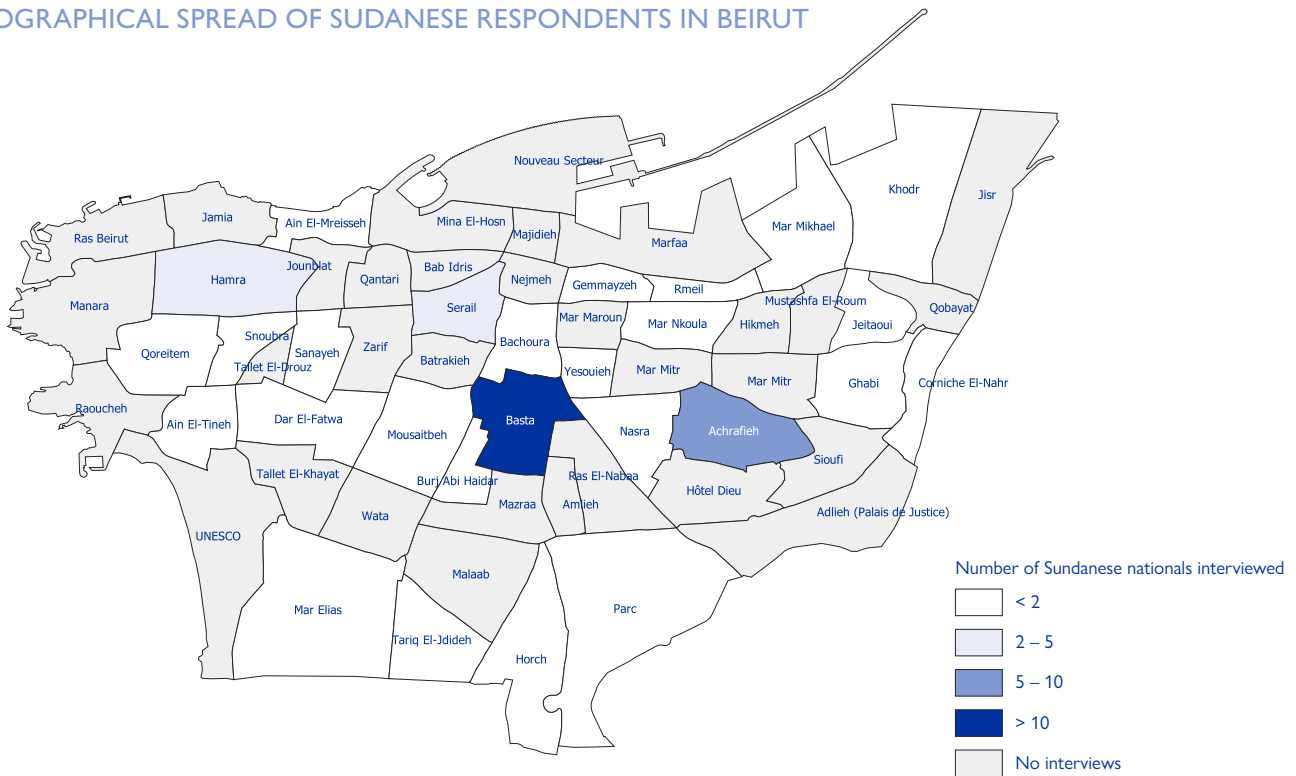 OGRAPHICAL SPREAD OF SUDANESE RESPONDENTS IN BEIRUT
Nouveau Secteur
Khodr
Jisr
Jamia
Ain El-Mreisseh
Mina El-Hosn
Majidieh
Mar Mikhael
Ras Beirut
Marfaa
Hamra
Jounblat
Qantari
Bab Idris
Nejmeh
Gemmayzeh
Rmeil
Manara
Serail
Mustashfa El-Roum
Qobayat
Mar Maroun
Mar Nkoula
Hikmeh
Jeitaoui
Qoreitem
Snoubra
Tallet El-Drouz
Sanayeh
Zarif
Batrakieh
Bachoura
Yesouieh
Mar Mitr
Mar Mitr
Ghabi
Corniche El-Nahr
Raoucheh
Ain El-Tineh
Dar El-Fatwa
Mousaitbeh
Basta
Nasra
Achrafieh
Sioufi
Tallet El-Khayat
Burj Abi Haidar
Ras El-Nabaa
Hôtel Dieu
Mazraa
Amlieh
Adlieh (Palais de Justice)
UNESCO
Wata
Malaab
Mar Elias
Parc
Tariq El-Jdideh
Horch
Number of Sundanese nationals interviewed
< 2
2 – 5
5 – 10
> 10
No interviews